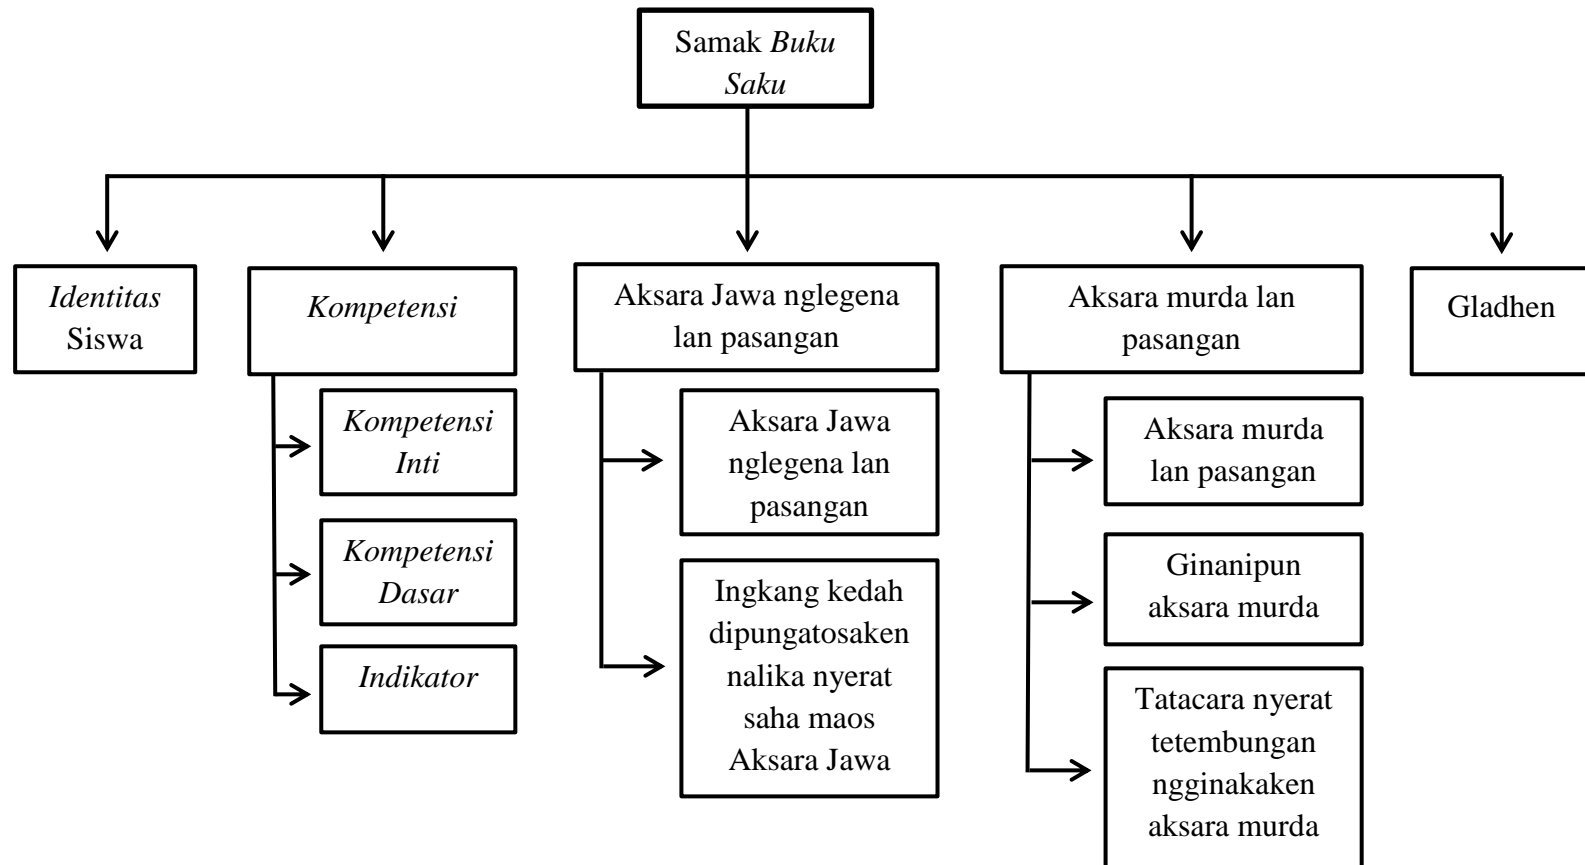 Samak Buku
Saku
Identitas
Siswa
Kompetensi
Aksara Jawa nglegena
lan pasangan
Aksara murda lan
pasangan
Gladhen
Kompetensi
Inti
Kompetensi
Dasar
Indikator
Aksara Jawa
nglegena lan
pasangan
Ingkang kedah
dipungatosaken
nalika nyerat
saha maos
Aksara Jawa
Aksara murda
lan pasangan
Ginanipun
aksara murda
Tatacara nyerat
tetembungan
ngginakaken
aksara murda